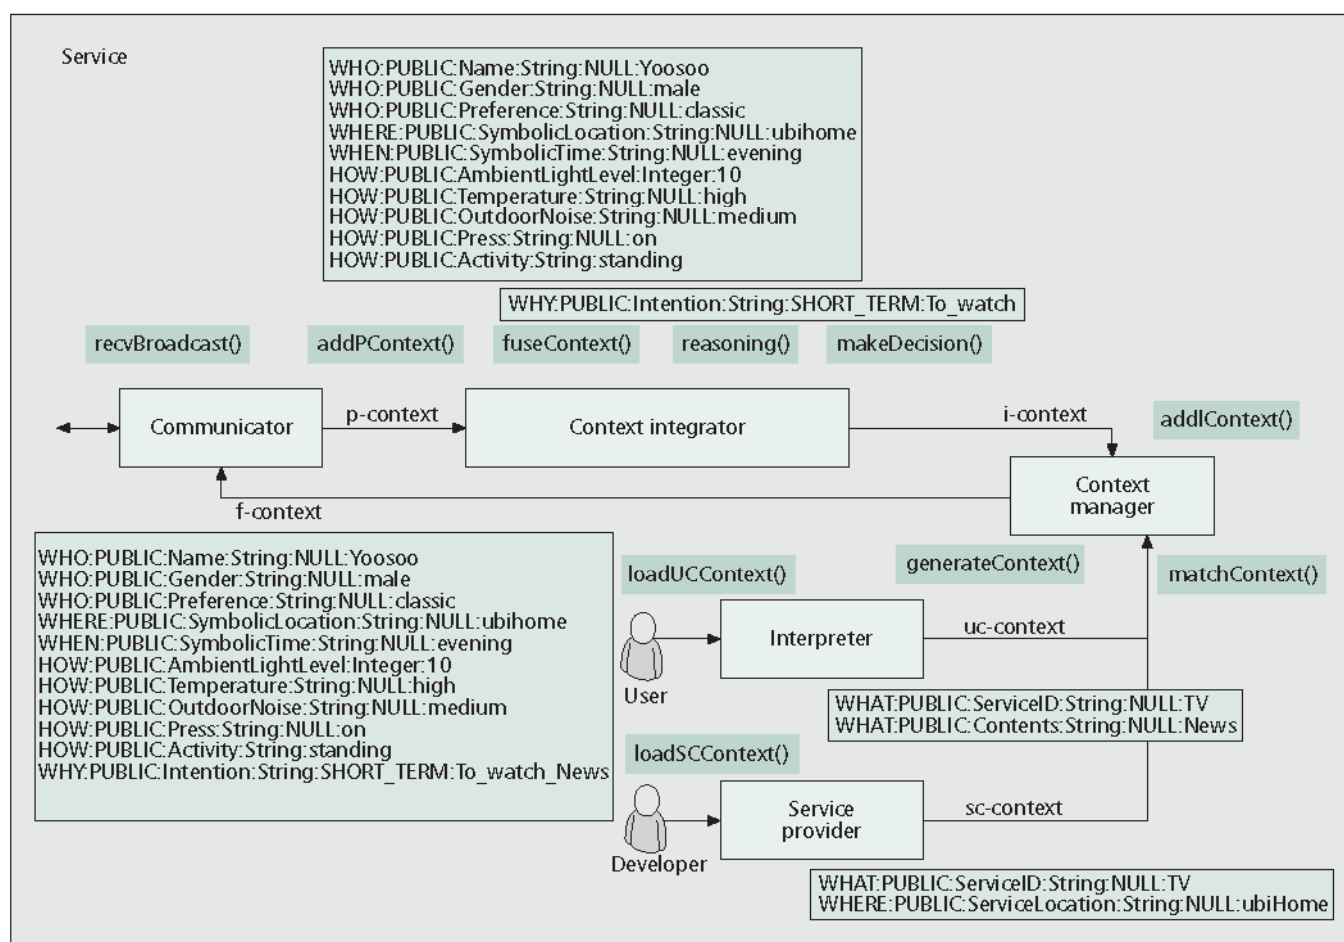 Service
WHO:PUBLIC:Name:String:NULL:Yoosoo
WHO:PUBLIC:Gender:String:NULL:male
WHO:PUBLIC:Preference:String:NULL:classic
WHERE:PUBLIC:SymbolicLocation:String:NULL:ubihome
WHEN:PUBLIC:SymbolicTime:String:NULL:evening
HOW:PUBLIC:AmbientLightLevel:Integer:10
HOW:PUBLIC:Temperature:String:NULL:high
HOW:PUBLIC:OutdoorNoise:String:NULL:medium
HOW:PUBLIC:Press:String:NULL:on
HOW:PUBLIC:Activity:String:standing
WHY:PUBLIC:Intention:String:SHORT_TERM:To_watch
recvBroadcast()
addPContext()
fuseContext()
reasoning()
makeDecision()
Communicator
p-context
Context integrator
i-context
addIContext()
Context
manager
f-context
WHO:PUBLIC:Name:String:NULL:Yoosoo
WHO:PUBLIC:Gender:String:NULL:male
WHO:PUBLIC:Preference:String:NULL:classic
WHERE:PUBLIC:SymbolicLocation:String:NULL:ubihome
WHEN:PUBLIC:SymbolicTime:String:NULL:evening
HOW:PUBLIC:AmbientLightLevel:Integer:10
HOW:PUBLIC:Temperature:String:NULL:high
HOW:PUBLIC:OutdoorNoise:String:NULL:medium
HOW:PUBLIC:Press:String:NULL:on
HOW:PUBLIC:Activity:String:standing
WHY:PUBLIC:Intention:String:SHORT_TERM:To_watch_News
loadUCContext()
generateContext()
matchContext()
User
Interpreter
uc-context
WHAT:PUBLIC:ServiceID:String:NULL:TV
WHAT:PUBLIC:Contents:String:NULL:News
loadSCContext()
Developer
Service
provider
sc-context
WHAT:PUBLIC:ServiceID:String:NULL:TV
WHERE:PUBLIC:ServiceLocation:String:NULL:ubiHome